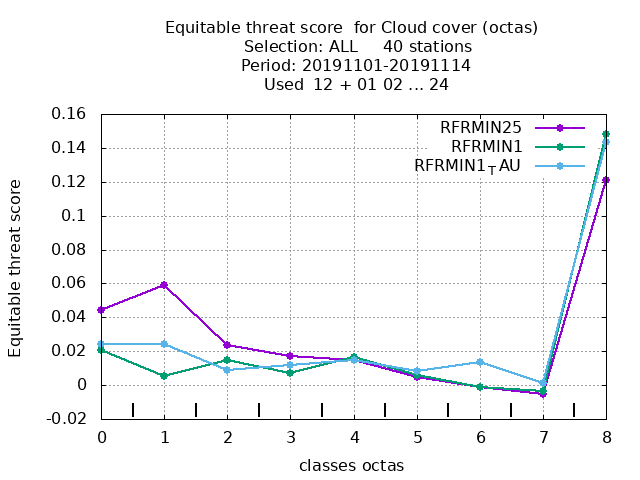 Equitable threat score  for Cloud cover (octas)
Selection: ALL     40 stations
Period: 20191101-20191114
Used  12 + 01 02 ... 24
RFRMIN25
RFRMIN1
RFRMIN1TAU
Equitable threat score
0.16
0.14
0.12
0.1
0.08
0.06
0.04
0.02
0
-0.02
0 1 2 3 4 5 6 7 8
classes octas